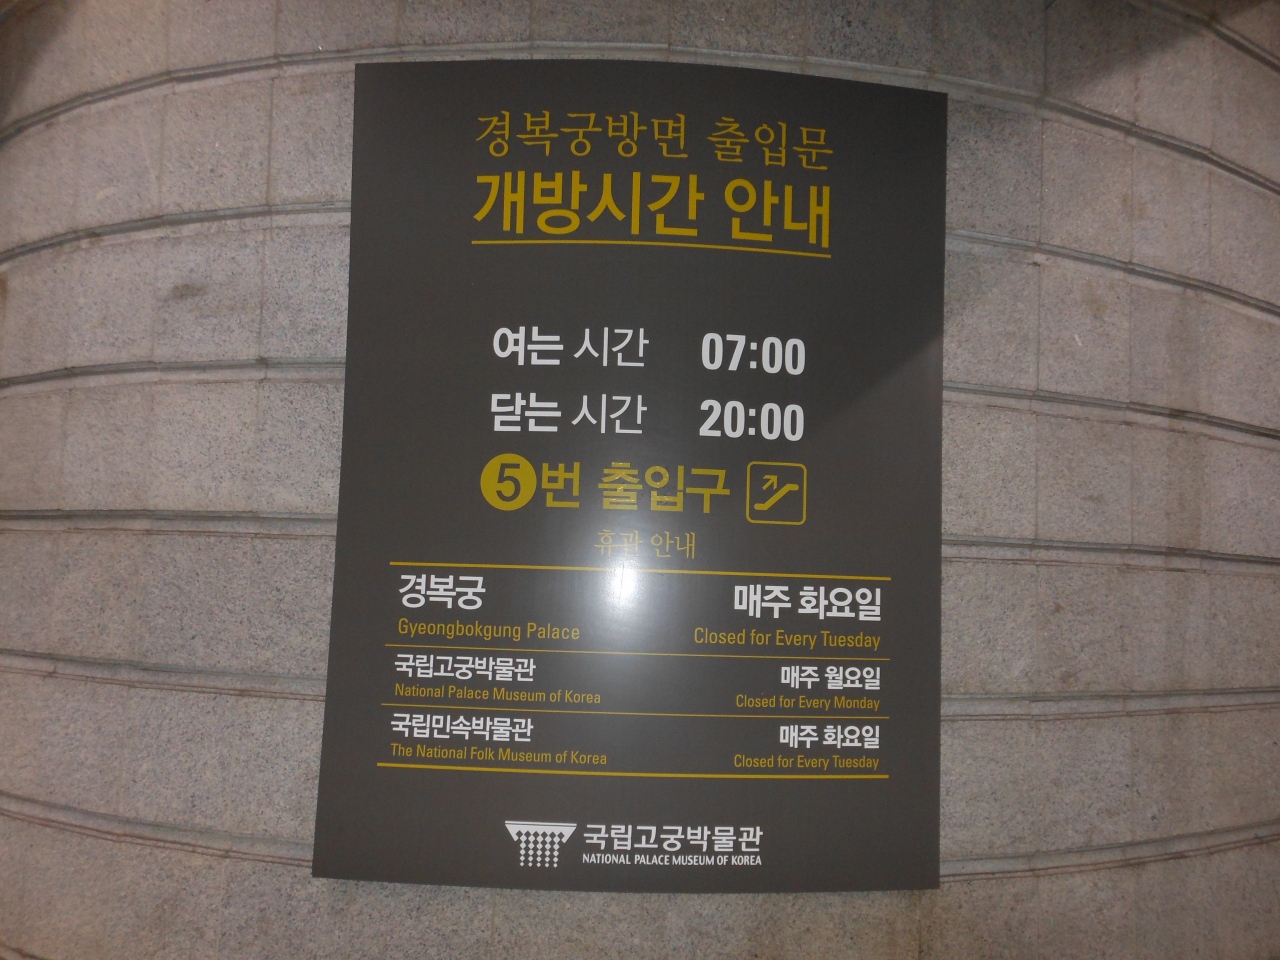 경복궁방면 출입문
개방시간 안내
여는 시간 07:00
닫는 시간 20:00
5번 출입구
휴관 안내
경복궁 매주 화요일
Gyeongbokgung Palace Closed for Every Tuesday
국립고궁박물관 매주 월요일
National Palace Museum of Korea Closed for Every Monday
국립민속박물관 매주 화요일
The National Folk Museum of Korea Closed for Every Tuesday
국립고궁박물관
NATIONAL PALACE MUSEUM OF KOREA